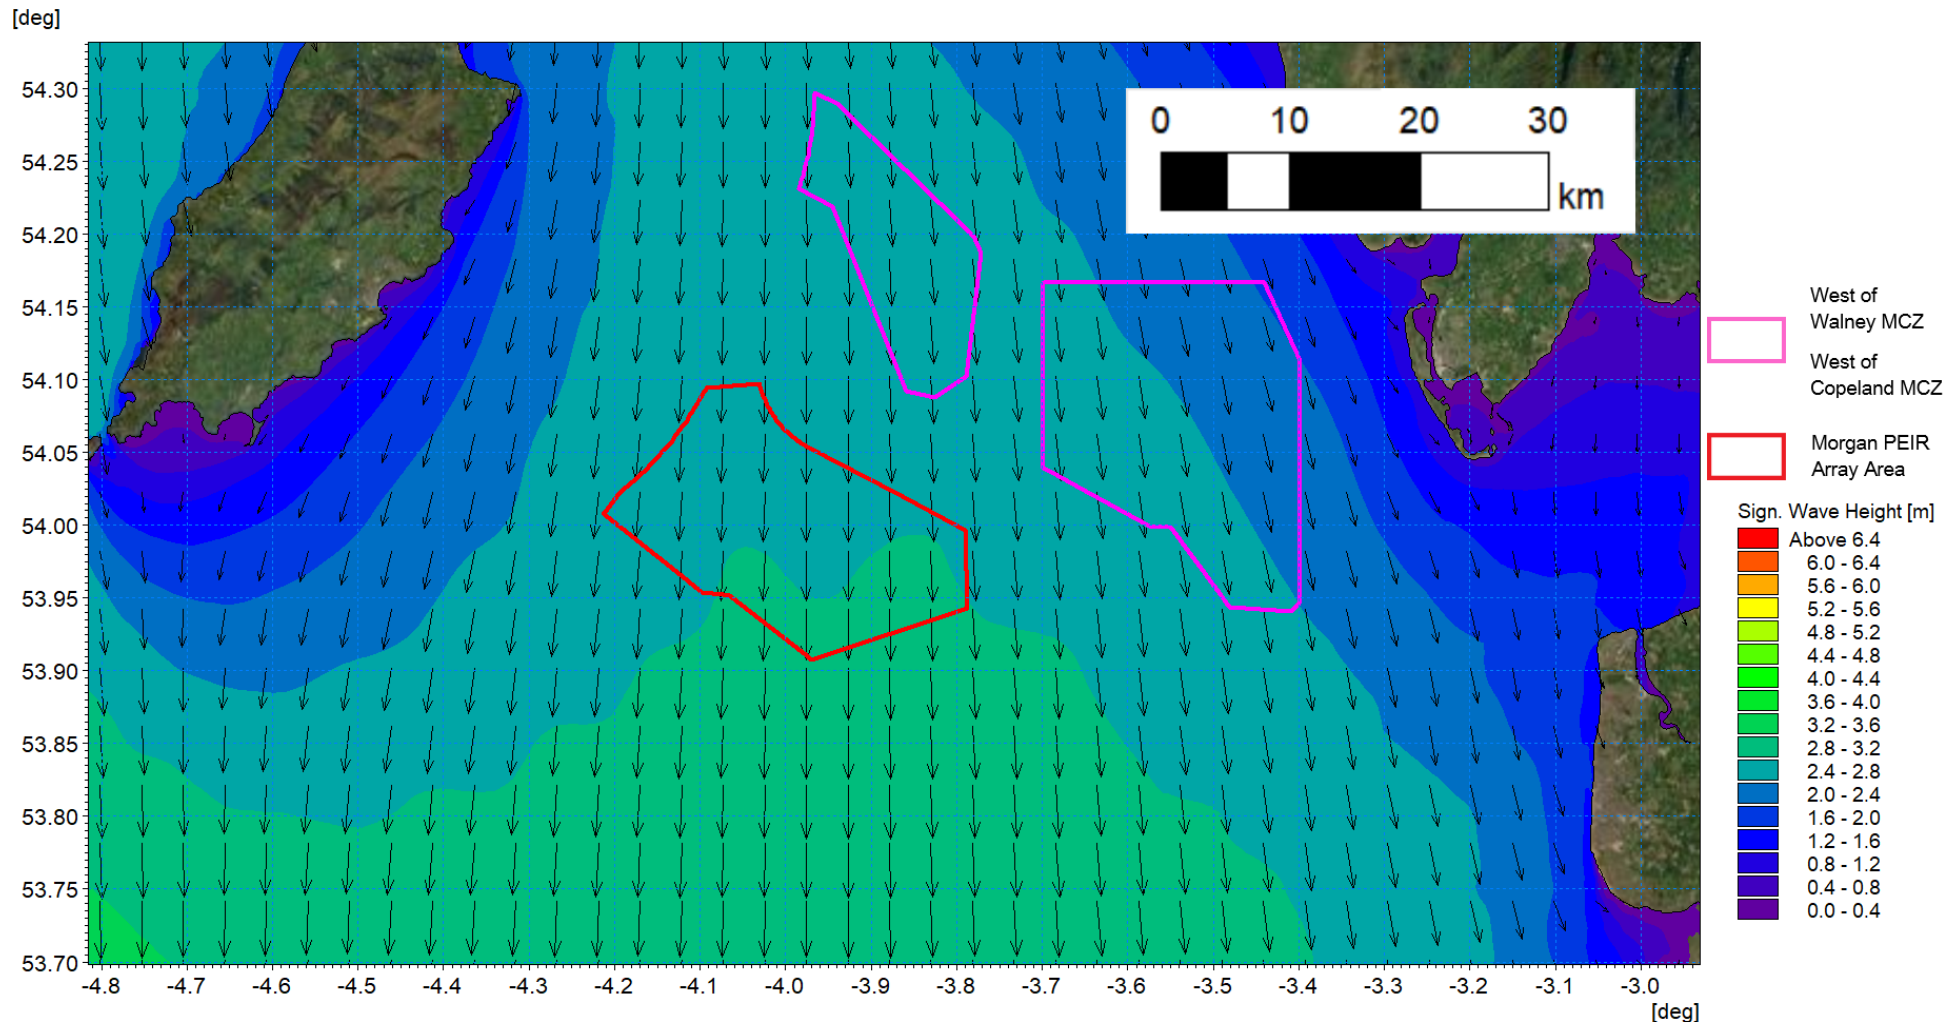 [deg]
54.30
54.25
54.20
54.15
54.10
54.05
54.00
53.95
53.90
53.85
53.80
53.75
53.70
-4.8 -4.7 -4.6 -4.5 -4.4 -4.3 -4.2 -4.1 -4.0 -3.9 -3.8 -3.7 -3.6 -3.5 -3.4 -3.3 -3.2 -3.1 -3.0
[deg]
0 10 20 30
km
West of
Walney MCZ
West of
Copeland MCZ
Morgan PEIR
Array Area
Sign. Wave Height [m]
Above 6.4
6.0 - 6.4
5.6 - 6.0
5.2 - 5.6
4.8 - 5.2
4.4 - 4.8
4.0 - 4.4
3.6 - 4.0
3.2 - 3.6
2.8 - 3.2
2.4 - 2.8
2.0 - 2.4
1.6 - 2.0
1.2 - 1.6
0.8 - 1.2
0.4 - 0.8
0.0 - 0.4